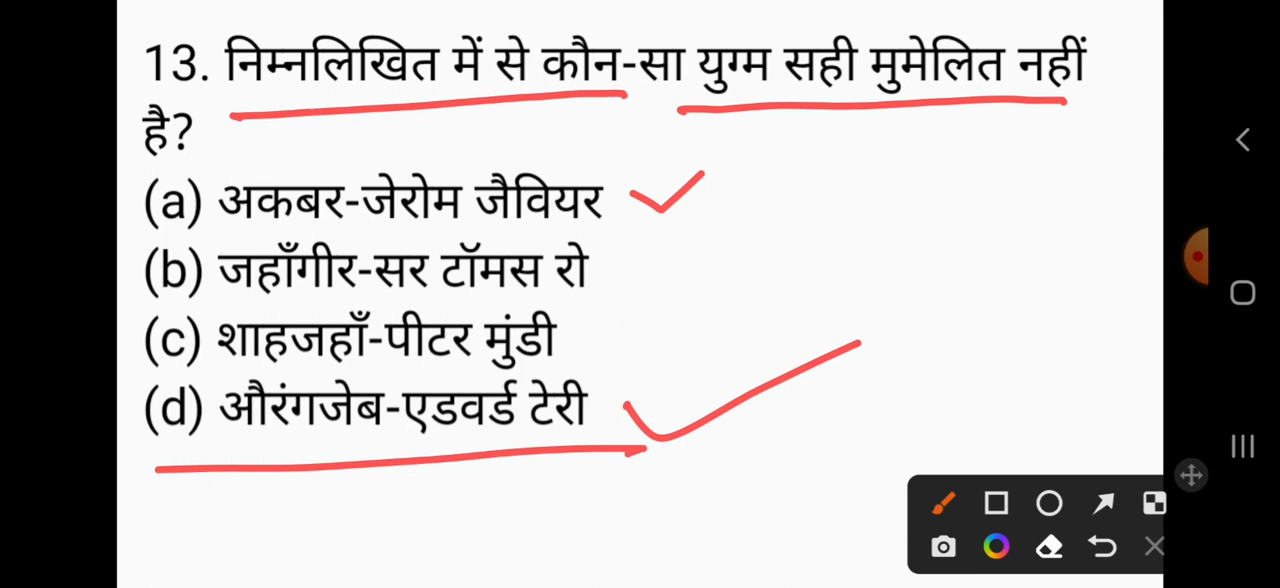 13. निम्नलिखित में से कौन-सा युग्म सही मुमेलित नहीं
है?
(a) अकबर-जेरोम जैवियर
(b) जहाँगीर-सर टॉमस रो
(c) शाहजहाँ-पीटर मुंडी
(d) औरंगजेब-एडवर्ड टेरी